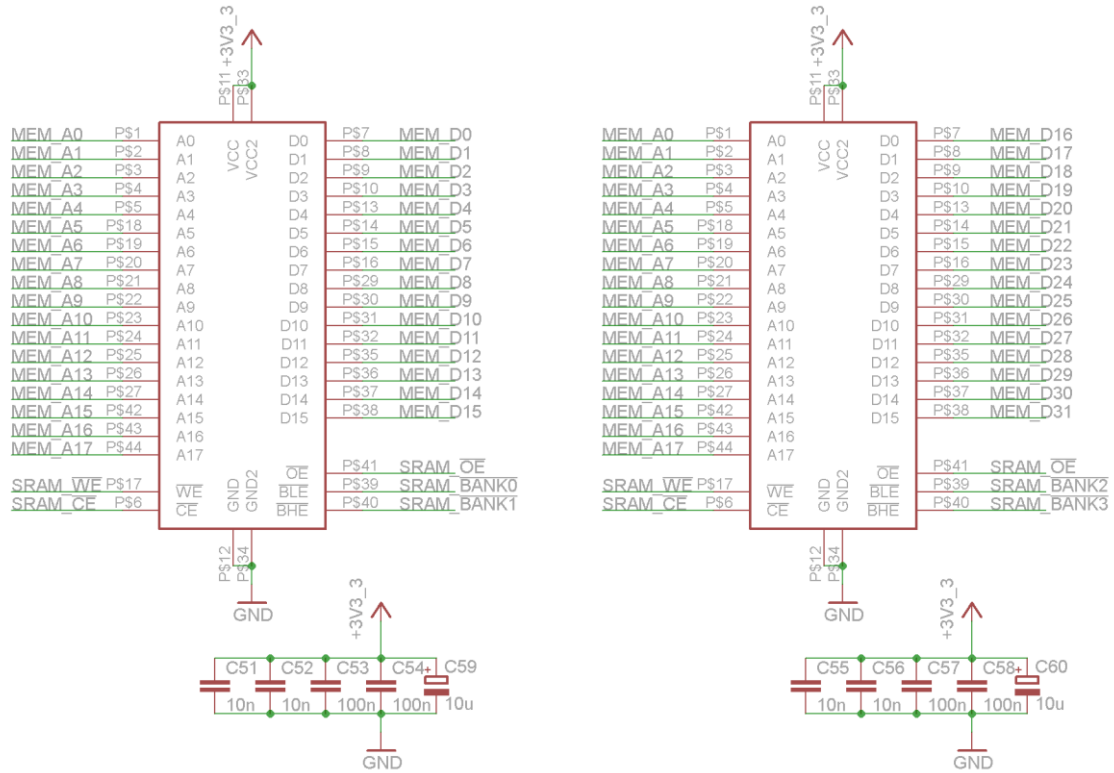 +3V3_3
P$11 P$33
MEM_A0 P$1 A0 VCC VCC2 D0 P$7 MEM_D0
MEM_A1 P$2 A1 D1 P$8 MEM_D1
MEM_A2 P$3 A2 D2 P$9 MEM_D2
MEM_A3 P$4 A3 D3 P$10 MEM_D3
MEM_A4 P$5 A4 D4 P$13 MEM_D4
MEM_A5 P$18 A5 D5 P$14 MEM_D5
MEM_A6 P$19 A6 D6 P$15 MEM_D6
MEM_A7 P$20 A7 D7 P$16 MEM_D7
MEM_A8 P$21 A8 D8 P$29 MEM_D8
MEM_A9 P$22 A9 D9 P$30 MEM_D9
MEM_A10 P$23 A10 D10 P$31 MEM_D10
MEM_A11 P$24 A11 D11 P$32 MEM_D11
MEM_A12 P$25 A12 D12 P$35 MEM_D12
MEM_A13 P$26 A13 D13 P$36 MEM_D13
MEM_A14 P$27 A14 D14 P$37 MEM_D14
MEM_A15 P$42 A15 D15 P$38 MEM_D15
MEM_A16 P$43 A16
MEM_A17 P$44 A17
OE P$41 SRAM_OE
SRAM_WE P$17 WE GND GND2 BLE P$39 SRAM_BANK0
SRAM_CE P$6 CE BHE P$40 SRAM_BANK1
P$12 P$34
GND
+3V3_3
C51 C52 C53 C54 + C59
10n 10n 100n 100n 10u
GND
+3V3_3
P$11 P$33
MEM_A0 P$1 A0 VCC VCC2 D0 P$7 MEM_D16
MEM_A1 P$2 A1 D1 P$8 MEM_D17
MEM_A2 P$3 A2 D2 P$9 MEM_D18
MEM_A3 P$4 A3 D3 P$10 MEM_D19
MEM_A4 P$5 A4 D4 P$13 MEM_D20
MEM_A5 P$18 A5 D5 P$14 MEM_D21
MEM_A6 P$19 A6 D6 P$15 MEM_D22
MEM_A7 P$20 A7 D7 P$16 MEM_D23
MEM_A8 P$21 A8 D8 P$29 MEM_D24
MEM_A9 P$22 A9 D9 P$30 MEM_D25
MEM_A10 P$23 A10 D10 P$31 MEM_D26
MEM_A11 P$24 A11 D11 P$32 MEM_D27
MEM_A12 P$25 A12 D12 P$35 MEM_D28
MEM_A13 P$26 A13 D13 P$36 MEM_D29
MEM_A14 P$27 A14 D14 P$37 MEM_D30
MEM_A15 P$42 A15 D15 P$38 MEM_D31
MEM_A16 P$43 A16
MEM_A17 P$44 A17
OE P$41 SRAM_OE
SRAM_WE P$17 WE GND GND2 BLE P$39 SRAM_BANK2
SRAM_CE P$6 CE BHE P$40 SRAM_BANK3
P$12 P$34
GND
+3V3_3
C55 C56 C57 C58 + C60
10n 10n 100n 100n 10u
GND